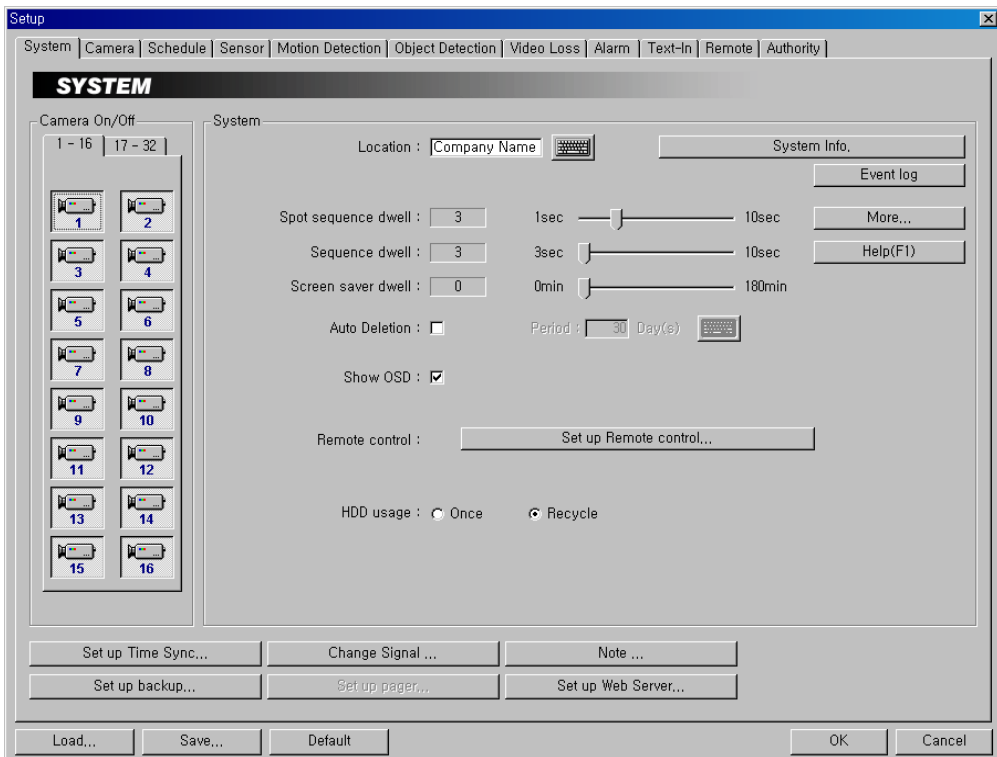 Setup
System Camera Schedule Sensor Motion Detection Object Detection Video Loss Alarm Text-In Remote Authority
SYSTEM
Camera On/Off
1 - 16 17 - 32
1 2
3 4
5 6
7 8
9 10
11 12
13 14
15 16
System
Location : Company Name
System Info,
Event log
Spot sequence dwell : 3 1sec 10sec
More,,,
Sequence dwell : 3 3sec 10sec
Help(F1)
Screen saver dwell : 0 0min 180min
Auto Deletion : Period : 30 Day(s)
Show OSD :
Remote control : Set up Remote control,,,
HDD usage : Once Recycle
Set up Time Sync,,, Change Signal ,,, Note ,,,
Set up backup,,, Set up pager,,, Set up Web Server,,,
Load,,, Save,,, Default OK Cancel